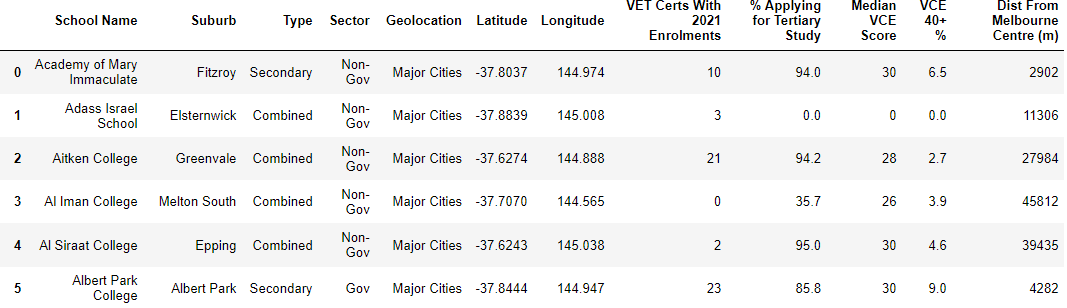 School Name Suburb Type Sector Geolocation Latitude Longitude VET Certs With 2021 Enrolments % Applying for Tertiary Study Median VCE Score VCE 40+ % Dist From Melbourne Centre (m)
0 Academy of Mary Immaculate Fitzroy Secondary Non-Gov Major Cities -37.8037 144.974 10 94.0 30 6.5 2902
1 Adass Israel School Elsternwick Combined Non-Gov Major Cities -37.8839 145.008 3 0.0 0 0.0 11306
2 Aitken College Greenvale Combined Non-Gov Major Cities -37.6274 144.888 21 94.2 28 2.7 27984
3 Al Iman College Melton South Combined Non-Gov Major Cities -37.7070 144.565 0 35.7 26 3.9 45812
4 Al Siraat College Epping Combined Non-Gov Major Cities -37.6243 145.038 2 95.0 30 4.6 39435
5 Albert Park College Albert Park Secondary Gov Major Cities -37.8444 144.947 23 85.8 30 9.0 4282